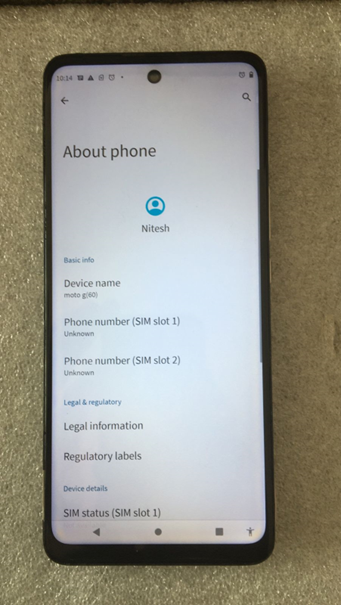 10:14
About phone
Nitesh
Basic info
Device name
moto g(60)
Phone number (SIM slot 1)
Unknown
Phone number (SIM slot 2)
Unknown
Legal & regulatory
Legal information
Regulatory labels
Device details
SIM status (SIM slot 1)